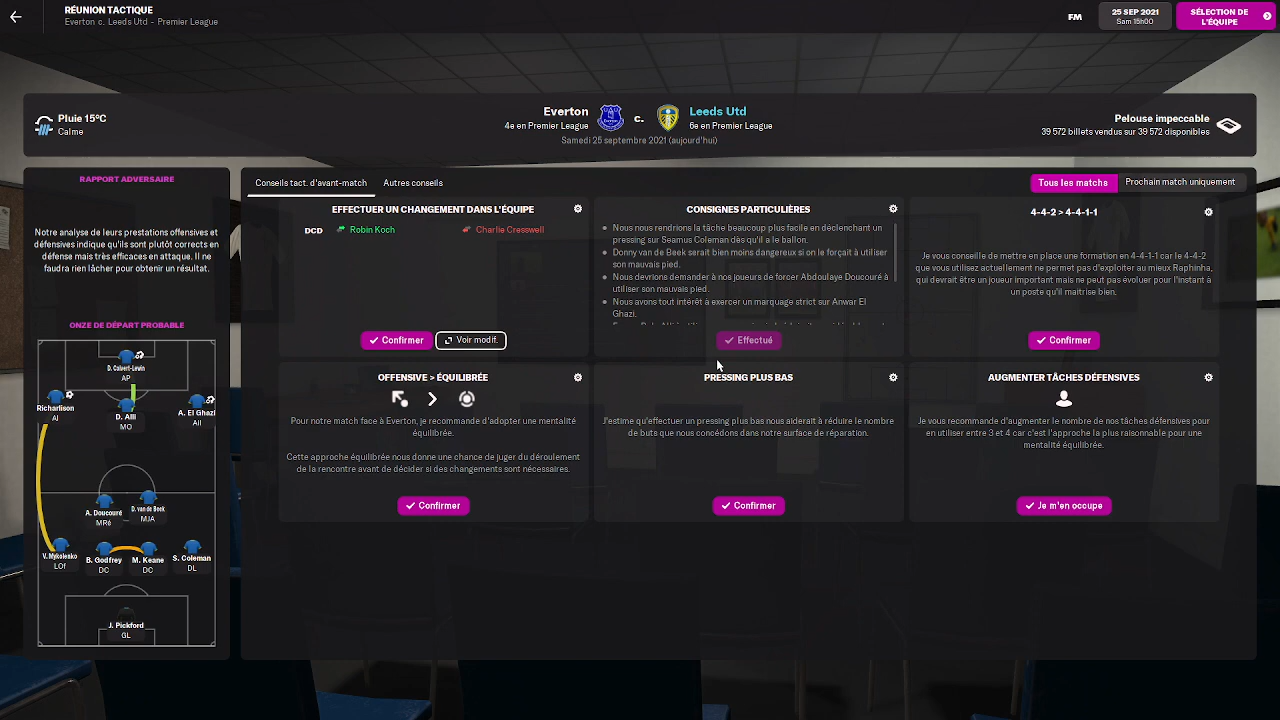 RÉUNION TACTIQUE
Everton c. Leeds Utd - Premier League
FM
25 SEP 2021
Sam 15h00
SÉLECTION DE
L'ÉQUIPE
Pluie 15°C
Calme
Everton
4e en Premier League
c.
Leeds Utd
6e en Premier League
Samedi 25 septembre 2021 (aujourd'hui)
Pelouse impeccable
39 572 billets vendus sur 39 572 disponibles
RAPPORT ADVERSAIRE
Notre analyse de leurs prestations offensives et
défensives indique qu'ils sont plutôt corrects en
défense mais très efficaces en attaque. Il ne
faudra rien lâcher pour obtenir un résultat.
ONZE DE DÉPART PROBABLE
D. Calvert-Lewin
AP
Richarlison
AI
D. Alli
MO
A. El Ghazi
AII
A. Doucouré
MRé
D. van de Beek
MJA
V. Mykolenko
LOf
B. Godfrey
DC
M. Keane
DC
S. Coleman
DL
J. Pickford
GL
Conseils tact. d'avant-match
Autres conseils
Tous les matchs
Prochain match uniquement
EFFECTUER UN CHANGEMENT DANS L'ÉQUIPE
DCD
Robin Koch
Charlie Cresswell
Confirmer
Voir modif.
CONSIGNES PARTICULIÈRES
Nous nous rendrions la tâche beaucoup plus facile en déclenchant un
pressing sur Seamus Coleman dès qu'il a le ballon.
Donny van de Beek serait bien moins dangereux si on le forçait à utiliser
son mauvais pied.
Nous devrions demander à nos joueurs de forcer Abdoulaye Doucouré à
utiliser son mauvais pied.
Nous avons tout intérêt à exercer un marquage strict sur Anwar El
Ghazi.
Effectué
4-4-2 > 4-4-1-1
Je vous conseille de mettre en place une formation en 4-4-1-1 car le 4-4-2
que vous utilisez actuellement ne permet pas d'exploiter au mieux Raphinha,
qui devrait être un joueur important mais ne peut pas évoluer pour l'instant à
un poste qu'il maîtrise bien.
Confirmer
OFFENSIVE > ÉQUILIBRÉE
Pour notre match face à Everton, je recommande d'adopter une mentalité
équilibrée.
Cette approche équilibrée nous donne une chance de juger du déroulement
de la rencontre avant de décider si des changements sont nécessaires.
Confirmer
PRESSING PLUS BAS
J'estime qu'effectuer un pressing plus bas nous aiderait à réduire le nombre
de buts que nous concédons dans notre surface de réparation.
Confirmer
AUGMENTER TÂCHES DÉFENSIVES
Je vous recommande d'augmenter le nombre de nos tâches défensives pour
en utiliser entre 3 et 4 car c'est l'approche la plus raisonnable pour une
mentalité équilibrée.
Je m'en occupe